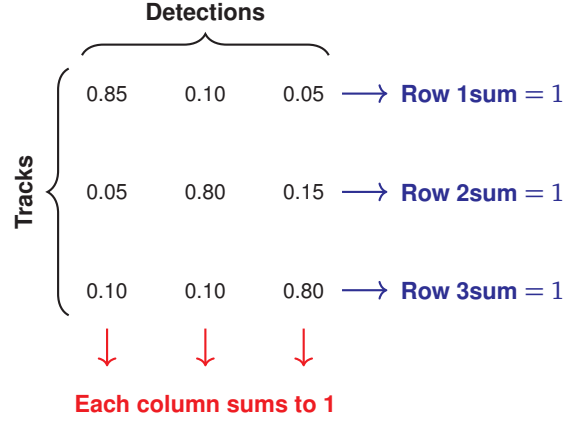 Detections
Tracks
0.85 0.10 0.05 → Row 1sum = 1
0.05 0.80 0.15 → Row 2sum = 1
0.10 0.10 0.80 → Row 3sum = 1
Each column sums to 1